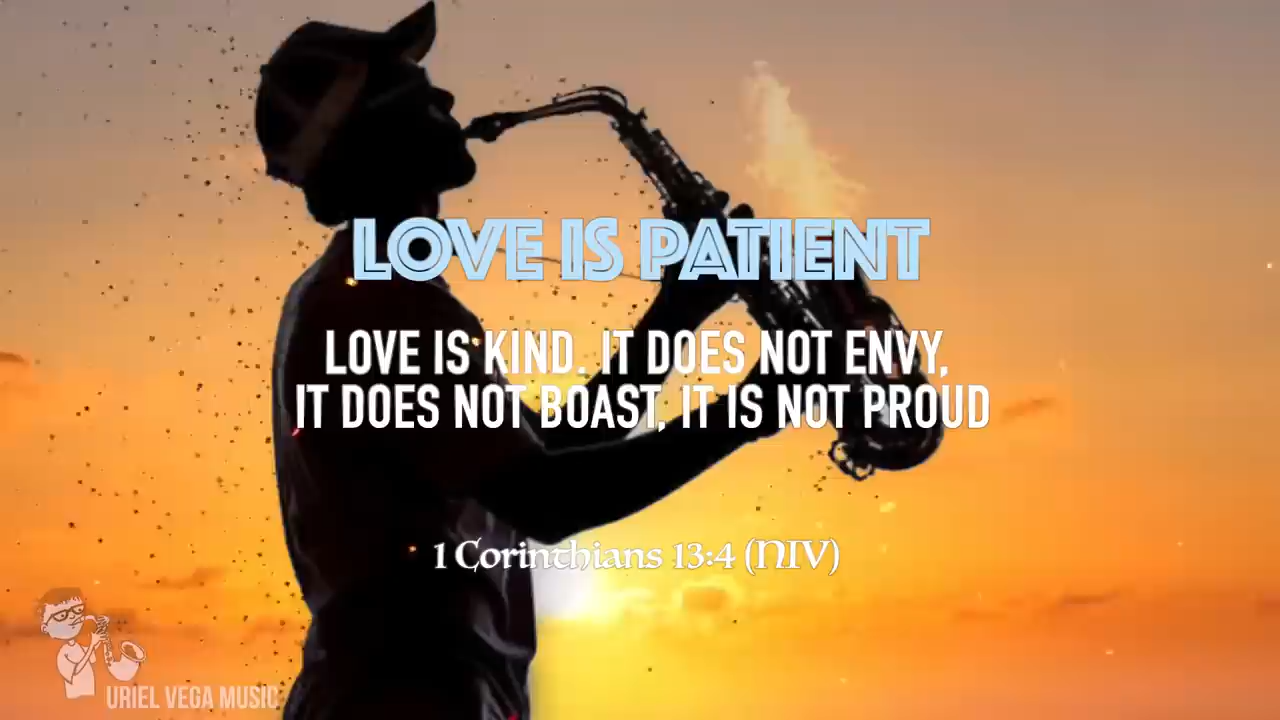 LOVE IS PATIENT
LOVE IS KIND. IT DOES NOT ENVY,
IT DOES NOT BOAST, IT IS NOT PROUD
1 Corinthians 13:4 (NIV)
URIEL VEGA MUSIC